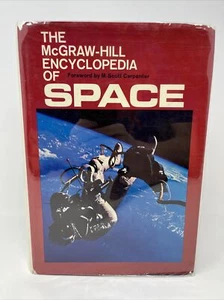 THE
McGRAW-HILL
ENCYCLOPEDIA
OF Foreword by M. Scott Carpenter
SPACE